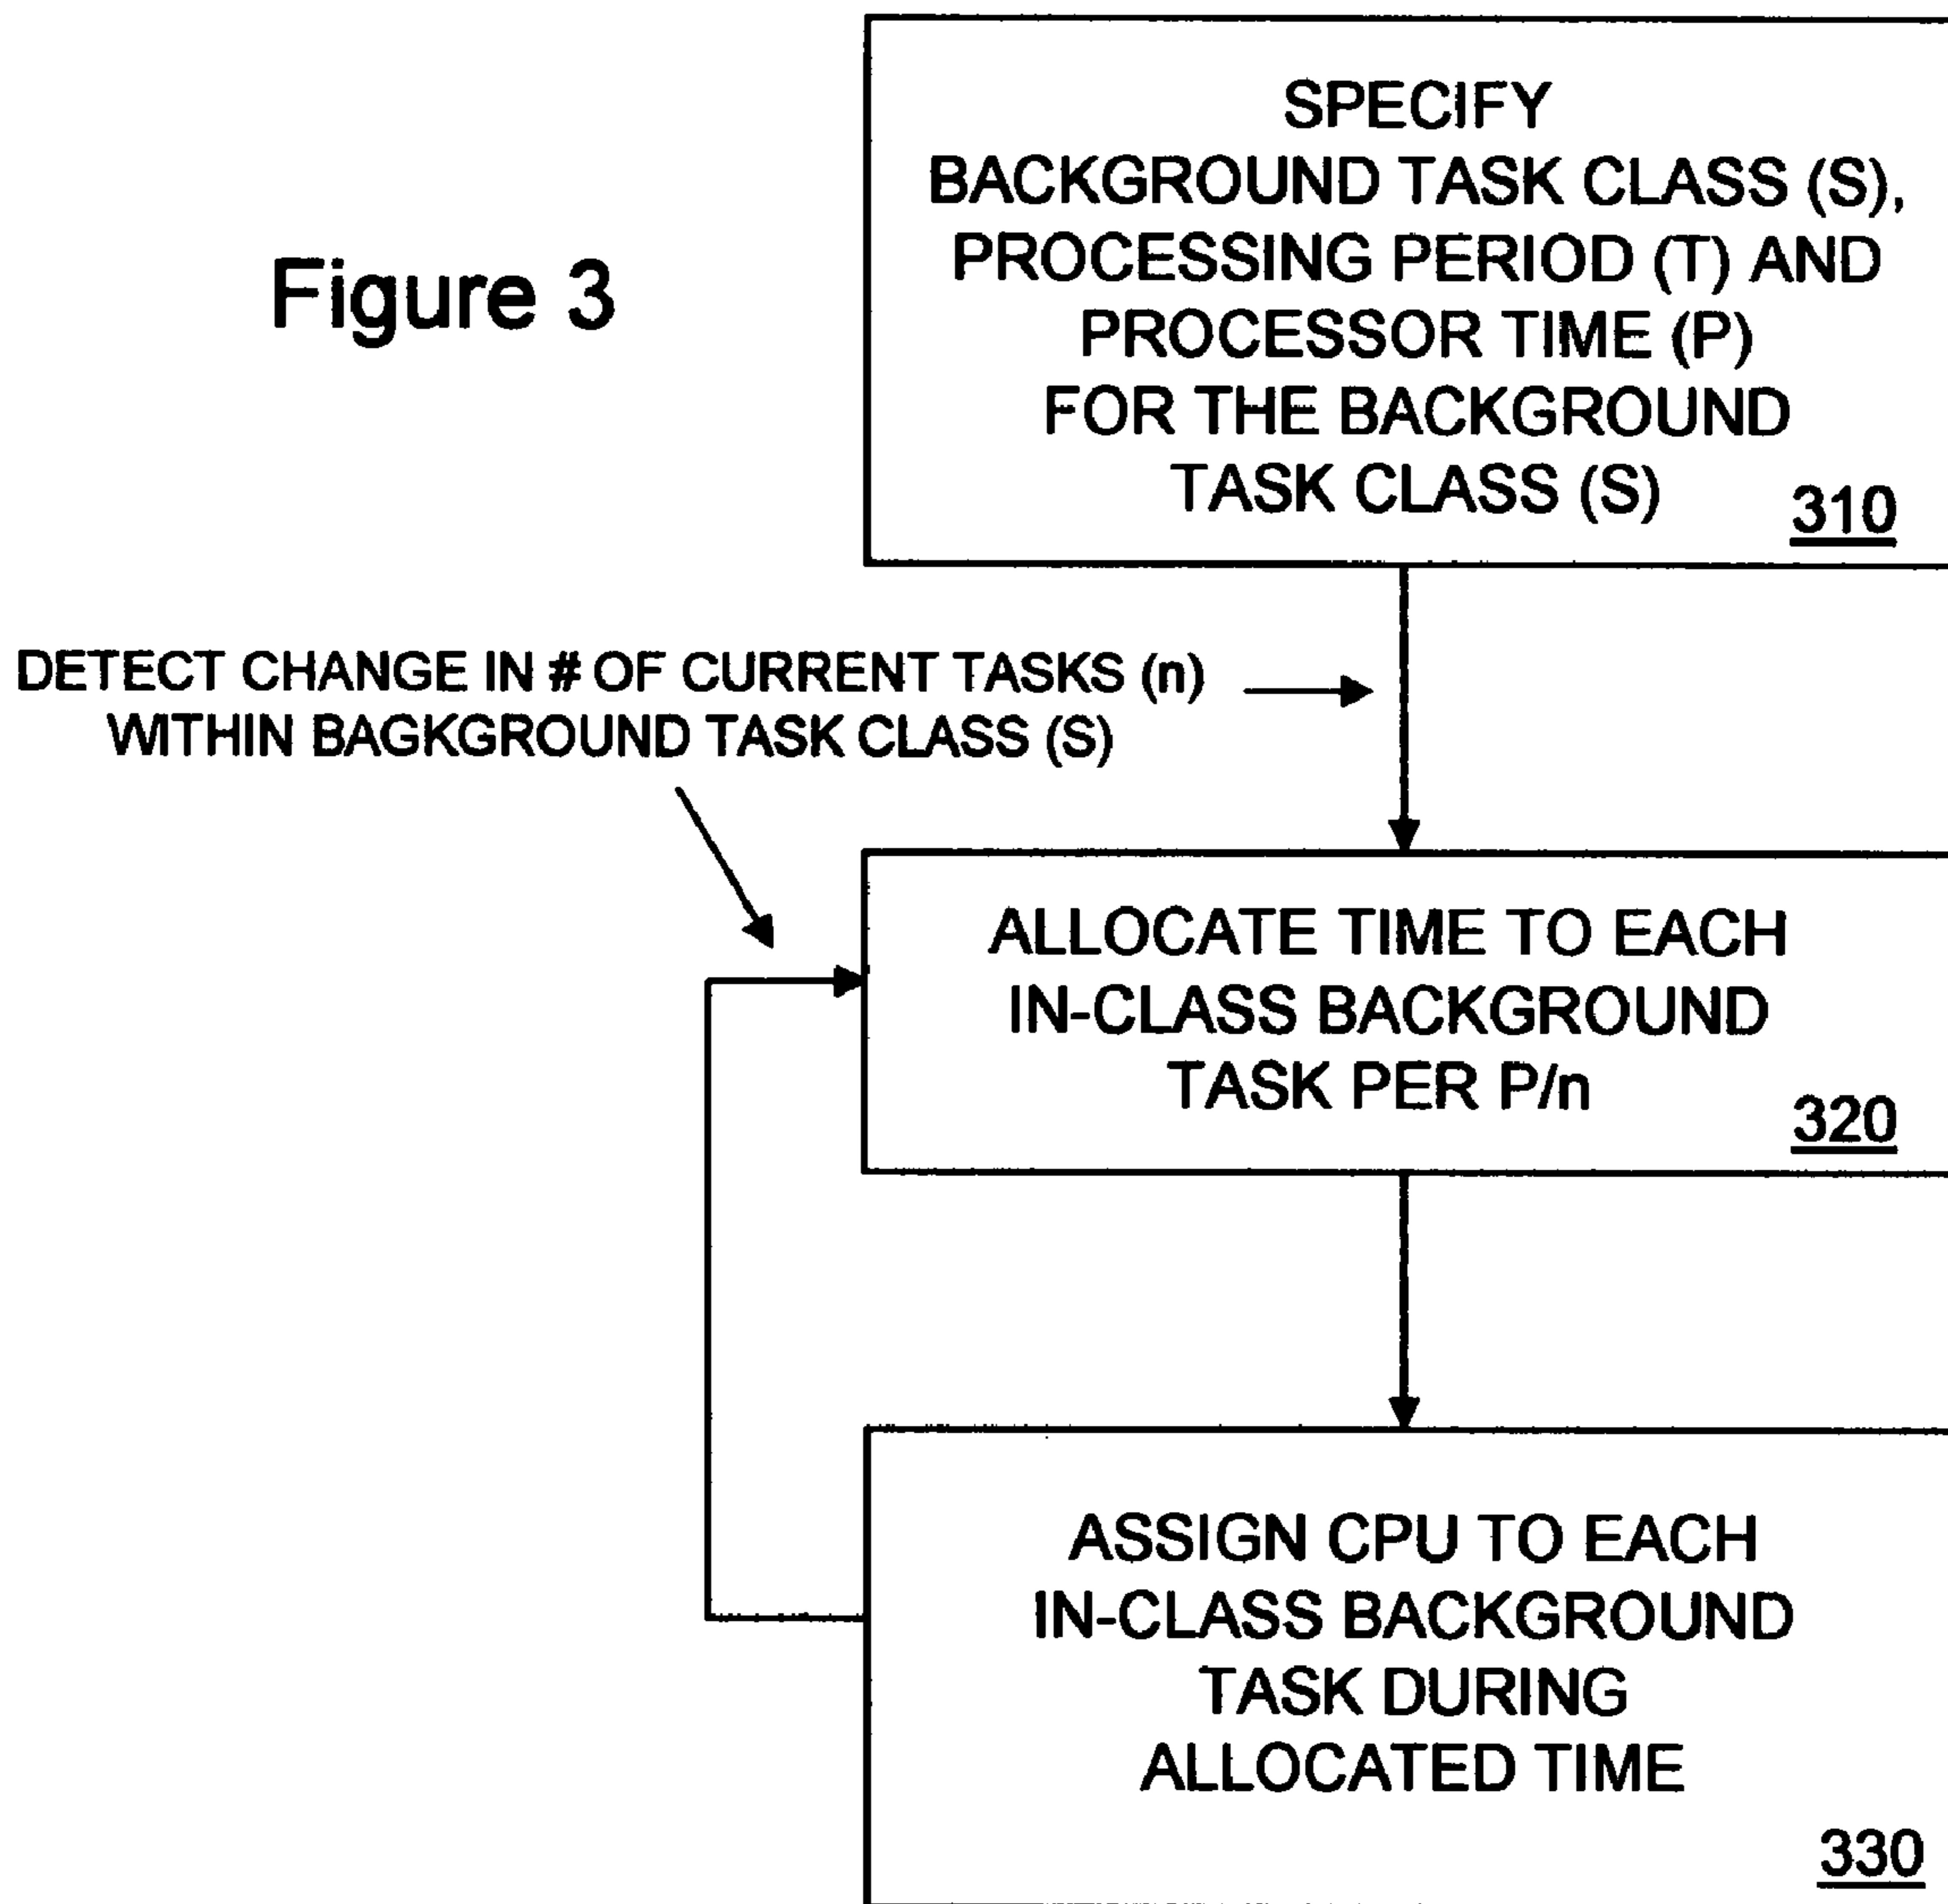 Figure 3
SPECIFY
BACKGROUND TASK CLASS (S),
PROCESSING PERIOD (T) AND
PROCESSOR TIME (P)
FOR THE BACKGROUND
TASK CLASS (S)
310
DETECT CHANGE IN # OF CURRENT TASKS (n)
WITHIN BAGKGROUND TASK CLASS (S)
ALLOCATE TIME TO EACH
IN-CLASS BACKGROUND
TASK PER P/n
320
ASSIGN CPU TO EACH
IN-CLASS BACKGROUND
TASK DURING
ALLOCATED TIME
330